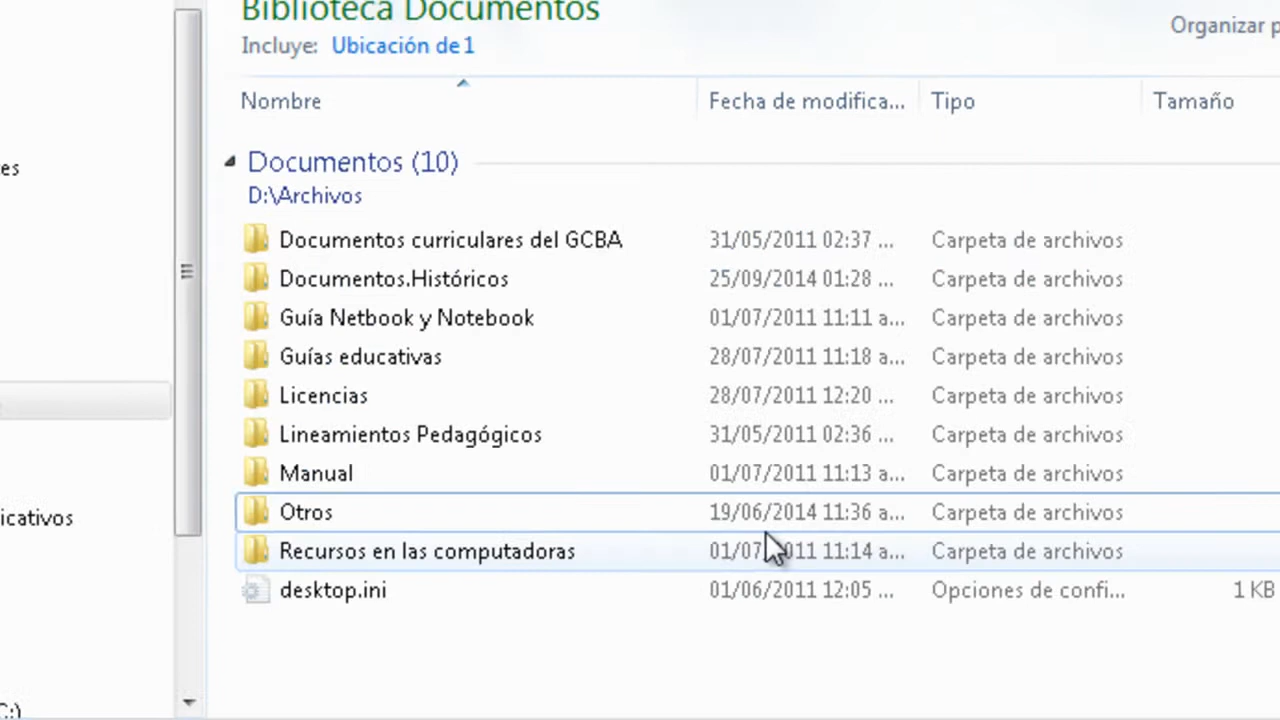 Biblioteca Documentos
Organizar p
Incluye: Ubicación de 1
Nombre Fecha de modifica... Tipo Tamaño
Documentos (10)
es
D:\Archivos
Documentos curriculares del GCBA 31/05/2011 02:37 ... Carpeta de archivos
Documentos.Históricos 25/09/2014 01:28 ... Carpeta de archivos
Guía Netbook y Notebook 01/07/2011 11:11 a... Carpeta de archivos
Guías educativas 28/07/2011 11:18 a... Carpeta de archivos
Licencias 28/07/2011 12:20 ... Carpeta de archivos
Lineamientos Pedagógicos 31/05/2011 02:36 ... Carpeta de archivos
Manual 01/07/2011 11:13 a... Carpeta de archivos
Otros 19/06/2014 11:36 a... Carpeta de archivos
icativos
Recursos en las computadoras 01/07 011 11:14 a... Carpeta de archivos
desktop.ini 01/06/2011 12:05 ... Opciones de confi... 1 KB
C:)